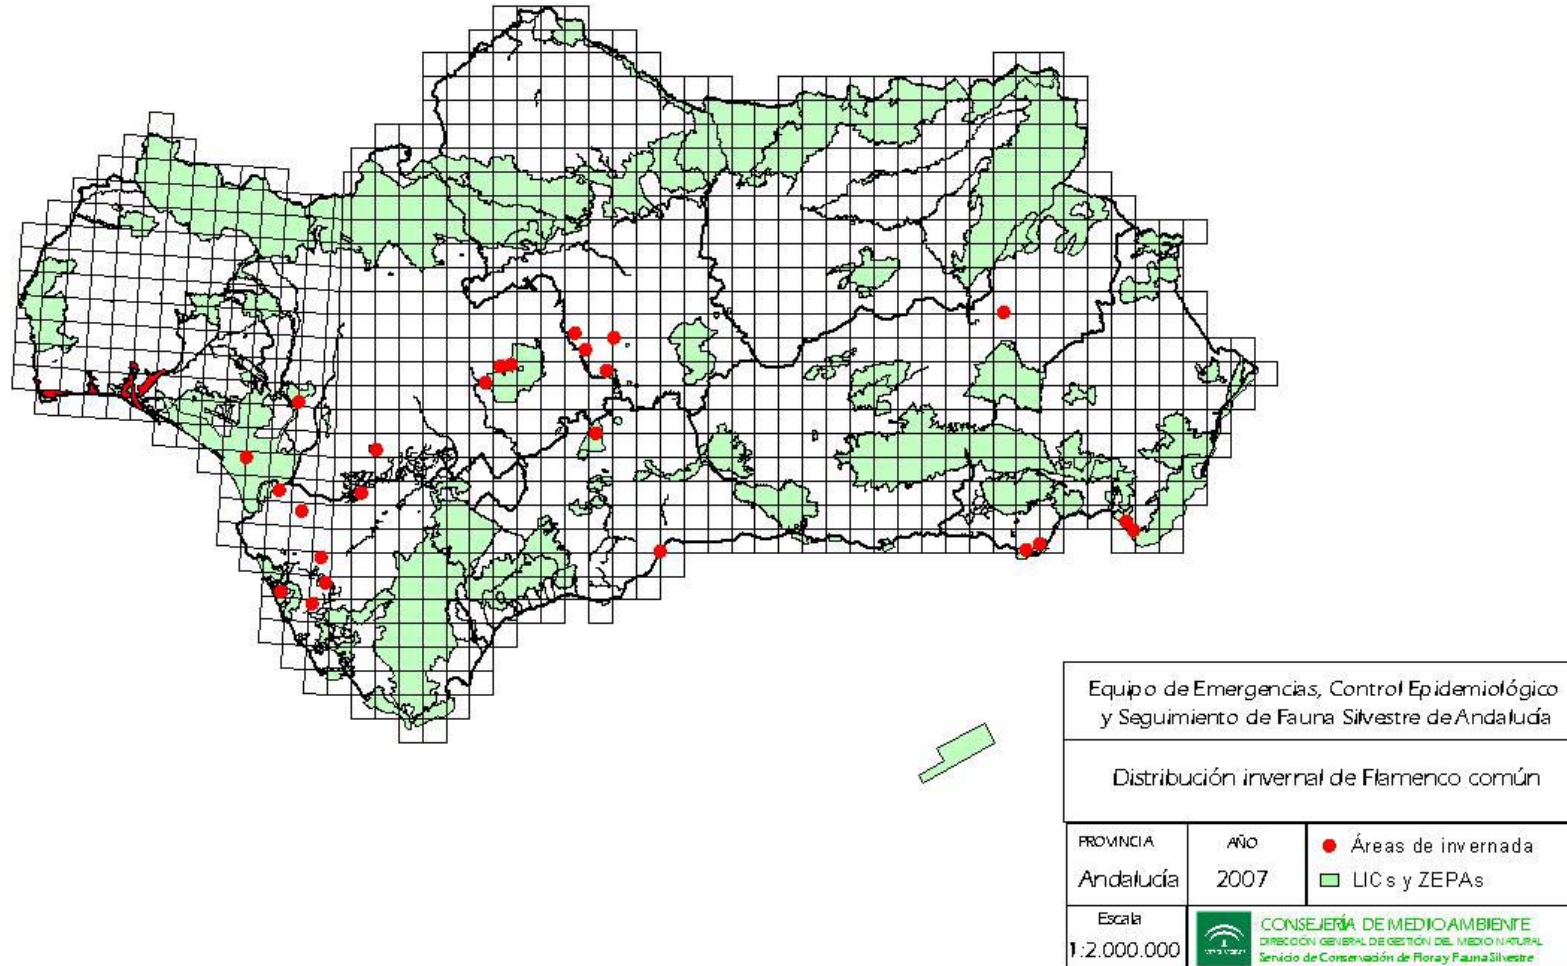 Equipo de Emergencias, Control Epidemiológico
y Seguimiento de Fauna Silvestre de Andalucía
Distribución invernal de Flamenco común
PROVINCIA
Andalucía
AÑO
2007
Áreas de invernada
LICs y ZEPAs
Escala
1:2.000.000
CONSEJERÍA DE MEDIO AMBIENTE
DIRECCIÓN GENERAL DE GESTIÓN DEL MEDIO NATURAL
Servicio de Conservación de Flora y Fauna Silvestre